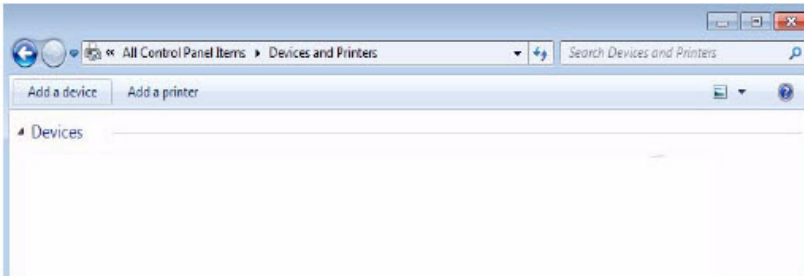 « All Control Panel Items ▸ Devices and Printers Search Devices and Printers
Add a device Add a printer
Devices